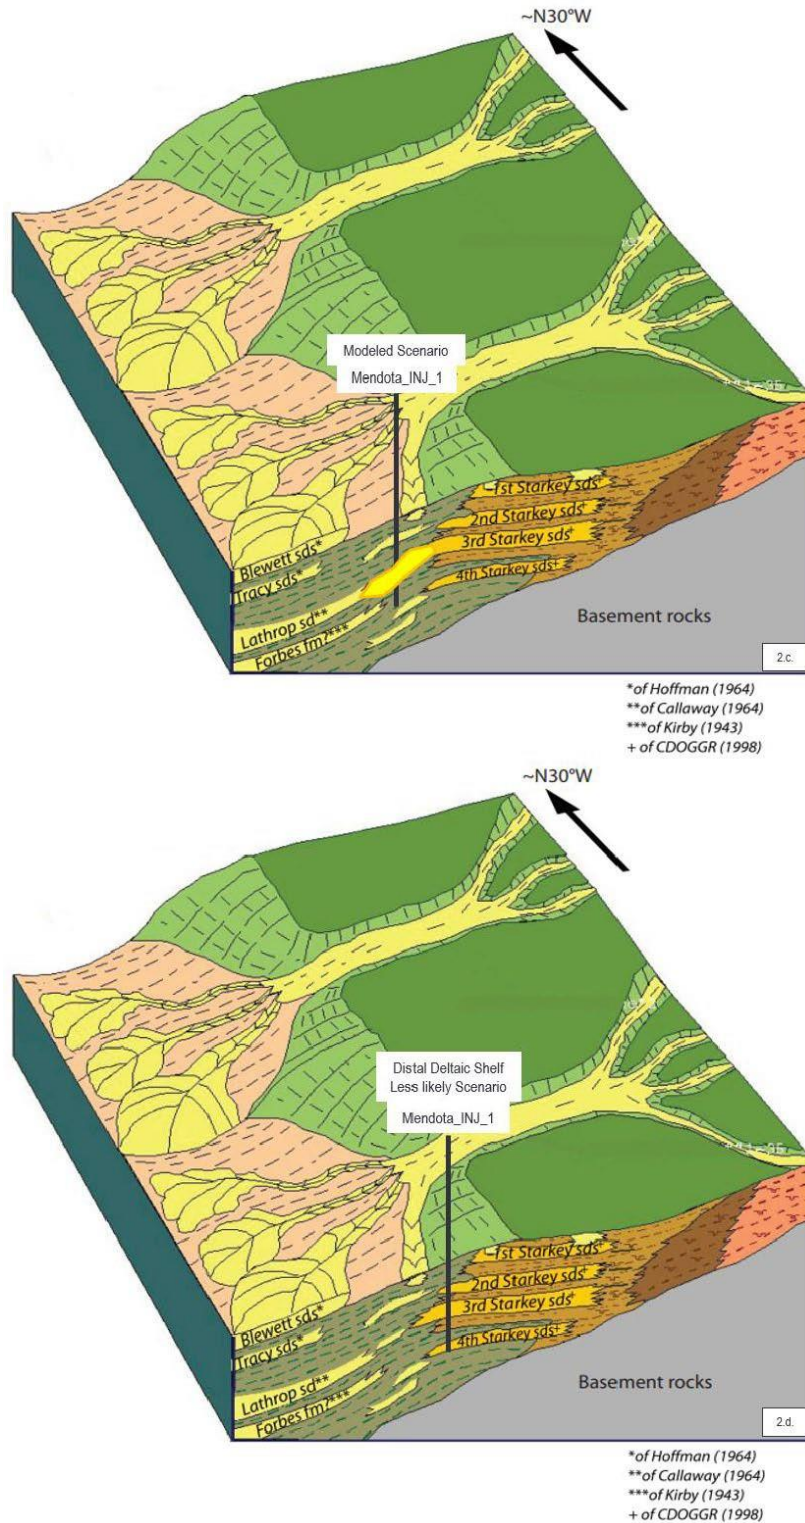 ~N30°W
Modeled Scenario
Mendota_INJ_1
1st Starkey sds+
2nd Starkey sds+
3rd Starkey sds+
4th Starkey sds+
Blewett sds*
Tracy sds*
Lathrop sd**
Forbes fm?***
Basement rocks
2.c.
*of Hoffman (1964)
**of Callaway (1964)
***of Kirby (1943)
+ of CDOGGR (1998)
~N30°W
Distal Deltaic Shelf
Less likely Scenario
Mendota_INJ_1
1st Starkey sds+
2nd Starkey sds+
3rd Starkey sds+
4th Starkey sds+
Blewett sds*
Tracy sds*
Lathrop sd**
Forbes fm?***
Basement rocks
2.d.
*of Hoffman (1964)
**of Callaway (1964)
***of Kirby (1943)
+ of CDOGGR (1998)